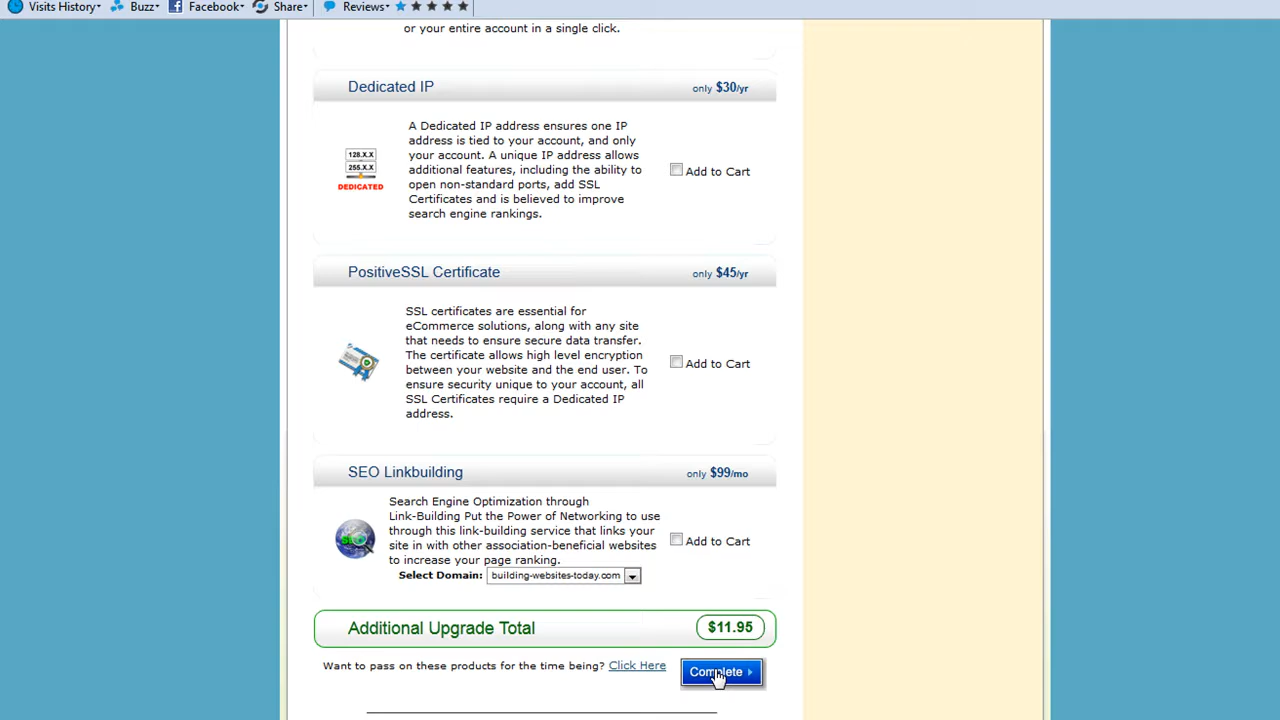 Visits History
Buzz
Facebook
Share
Reviews
or your entire account in a single click.
Dedicated IP
only $30/yr
128.X.X
255.X.X
DEDICATED
A Dedicated IP address ensures one IP
address is tied to your account, and only
your account. A unique IP address allows
additional features, including the ability to
open non-standard ports, add SSL
Certificates and is believed to improve
search engine rankings.
Add to Cart
PositiveSSL Certificate
only $45/yr
SSL certificates are essential for
eCommerce solutions, along with any site
that needs to ensure secure data transfer.
The certificate allows high level encryption
between your website and the end user. To
ensure security unique to your account, all
SSL Certificates require a Dedicated IP
address.
Add to Cart
SEO Linkbuilding
only $99/mo
Search Engine Optimization through
Link-Building Put the Power of Networking to use
through this link-building service that links your
site in with other association-beneficial websites
to increase your page ranking.
Add to Cart
Select Domain: building-websites-today.com
Additional Upgrade Total
$11.95
Want to pass on these products for the time being? Click Here
Complete